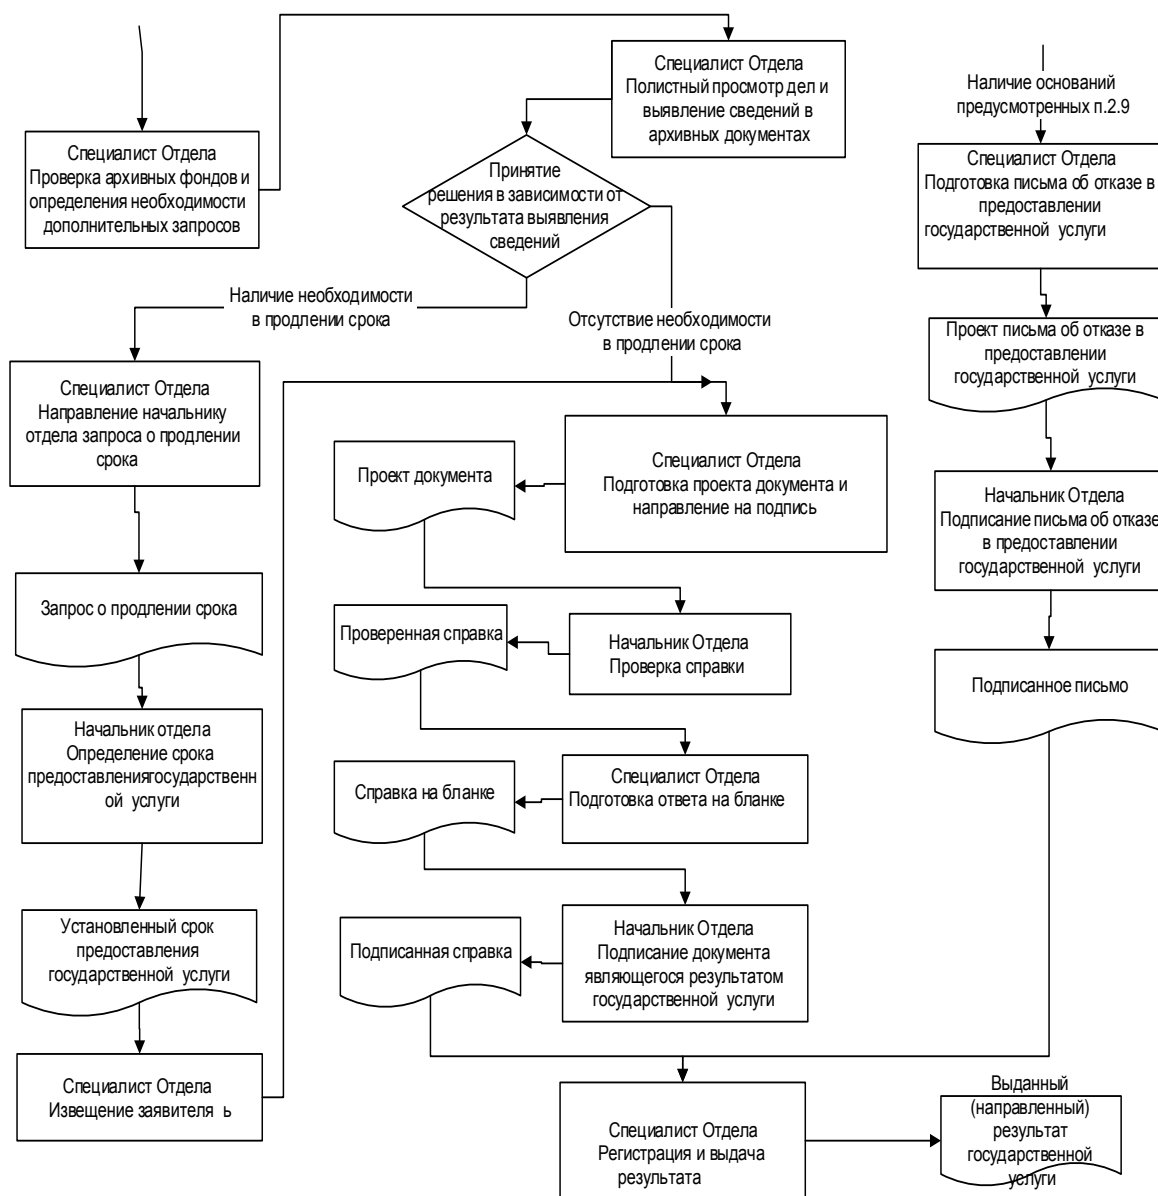 Специалист Отдела
Полистный просмотр дел и
выявление сведений в
архивных документах
Наличие оснований
предусмотренных п.2.9
Специалист Отдела
Проверка архивных фондов и
определения необходимости
дополнительных запросов
Принятие
решения в зависимости от
результата выявления
сведений
Специалист Отдела
Подготовка письма об отказе в
предоставлении
государственной услуги
Наличие необходимости
в продлении срока
Отсутствие необходимости
в продлении срока
Проект письма об отказе в
предоставлении
государственной услуги
Специалист Отдела
Направление начальнику
отдела запроса о продлении
срока
Проект документа
Специалист Отдела
Подготовка проекта документа и
направление на подпись
Начальник Отдела
Подписание письма об отказе
в предоставлении
государственной услуги
Запрос о продлении срока
Проверенная справка
Начальник Отдела
Проверка справки
Подписанное письмо
Начальник отдела
Определение срока
предоставлениягосударственн
ой услуги
Справка на бланке
Специалист Отдела
Подготовка ответа на бланке
Установленный срок
предоставления
государственной услуги
Подписанная справка
Начальник Отдела
Подписание документа
являющегося результатом
государственной услуги
Специалист Отдела
Извещение заявителя ь
Специалист Отдела
Регистрация и выдача
результата
Выданный
(направленный)
результат
государственной
услуги